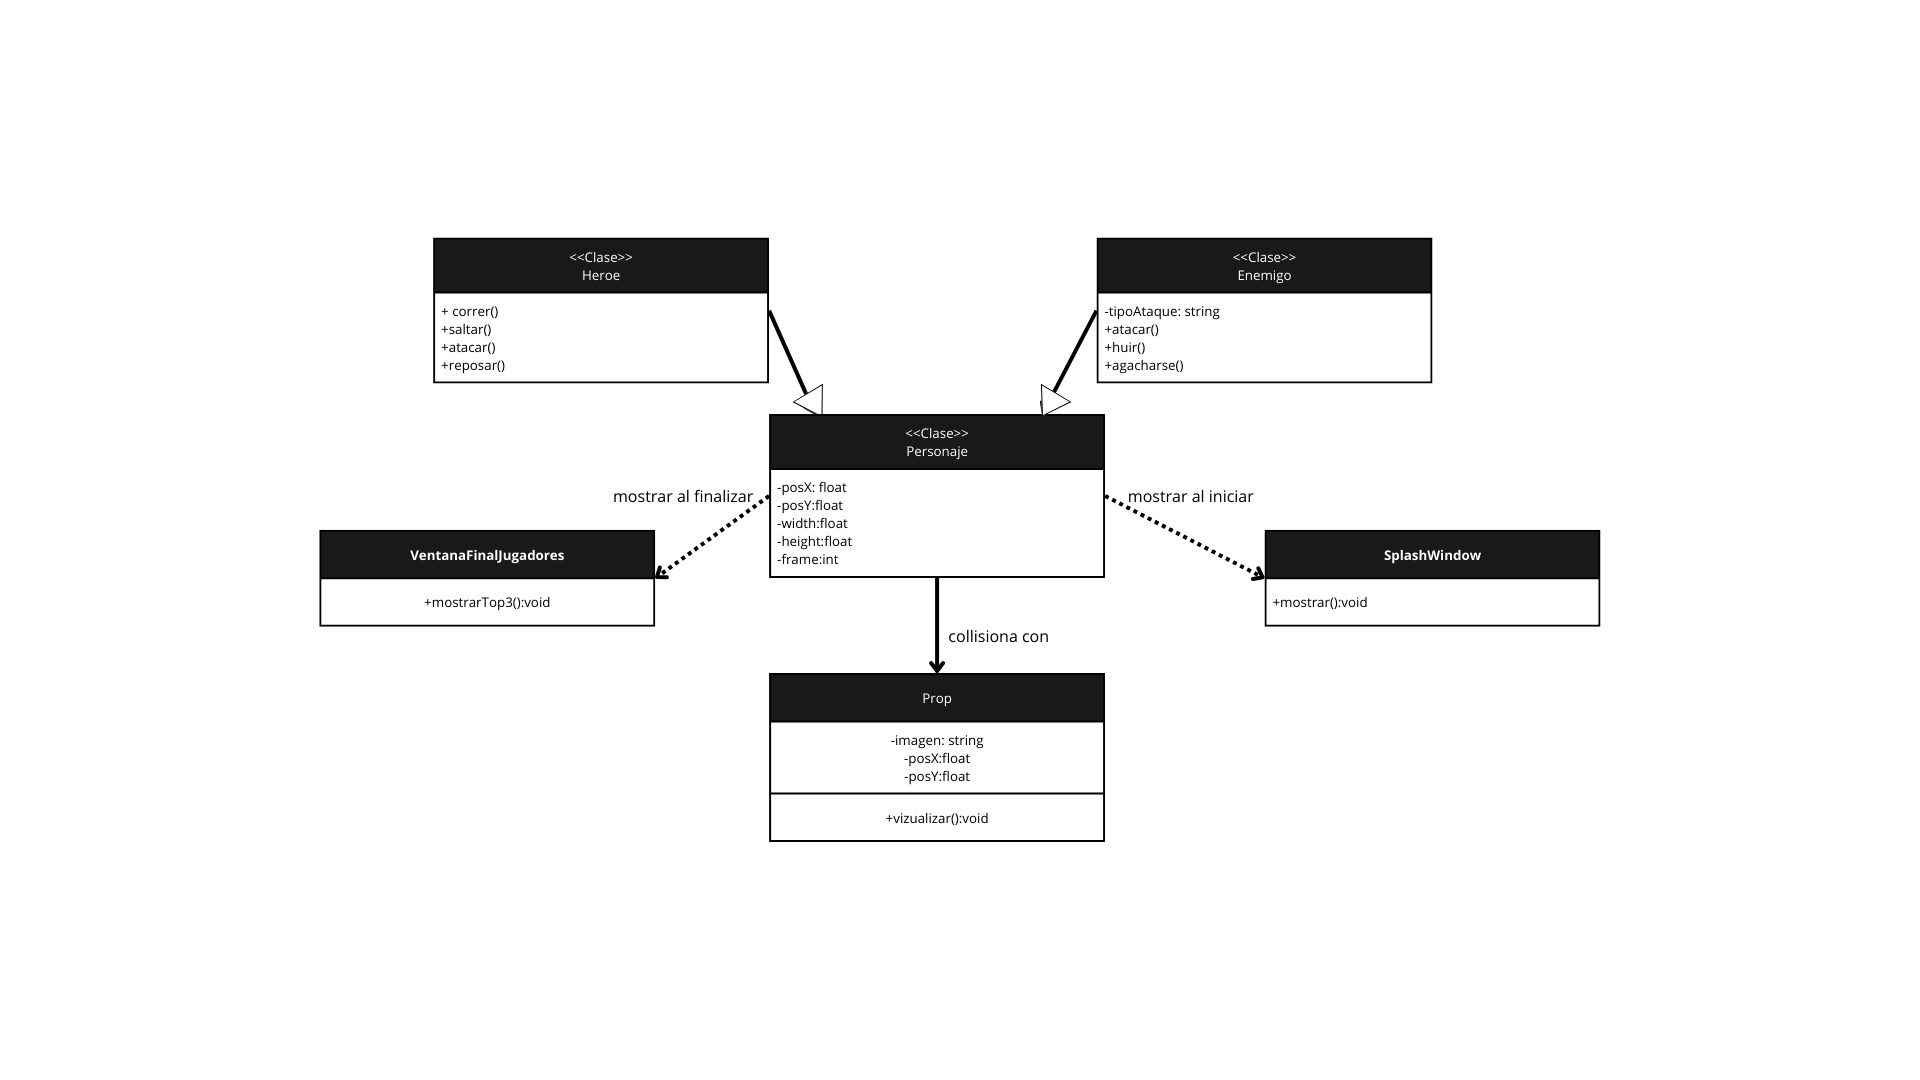 <<Clase>>
Heroe
+ correr()
+saltar()
+atacar()
+reposar()
<<Clase>>
Enemigo
-tipoAtaque: string
+atacar()
+huir()
+agacharse()
<<Clase>>
Personaje
-posX: float
-posY:float
-width:float
-height:float
-frame:int
mostrar al finalizar
mostrar al iniciar
VentanaFinalJugadores
+mostrarTop3():void
SplashWindow
+mostrar():void
collisiona con
Prop
-imagen: string
-posX:float
-posY:float
+vizualizar():void